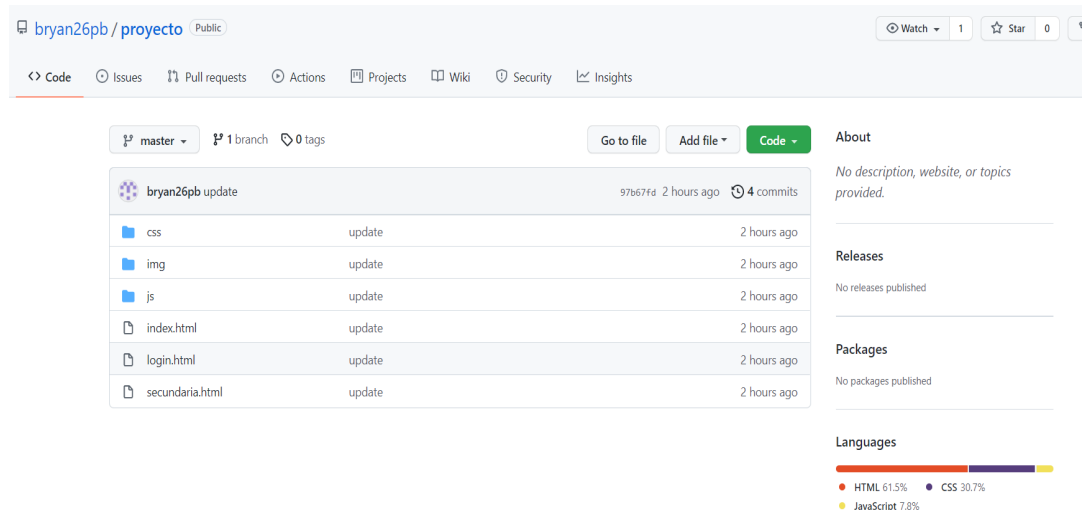 bryan26pb / proyecto Public
Watch 1 Star 0
Code Issues Pull requests Actions Projects Wiki Security Insights
master 1 branch 0 tags Go to file Add file Code
bryan26pb update 97b67fd 2 hours ago 4 commits
css update 2 hours ago
img update 2 hours ago
js update 2 hours ago
index.html update 2 hours ago
login.html update 2 hours ago
secundaria.html update 2 hours ago
About
No description, website, or topics
provided.
Releases
No releases published
Packages
No packages published
Languages
HTML 61.5% CSS 30.7%
JavaScript 7.8%